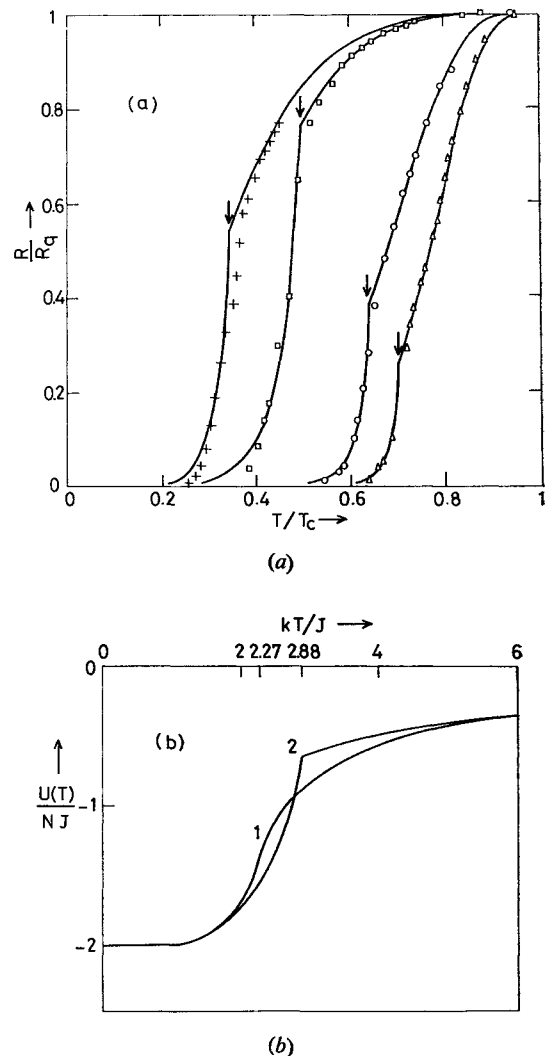 (a)
1
0.8
0.6
0.4
0.2
0
R/Rq →
0 0.2 0.4 0.6 0.8 1
T/Tc →
(a)
kT/J →
0 2 2.27 2.88 4 6
0
-1
-2
(b)
U(T)/NJ →
1
2
(b)